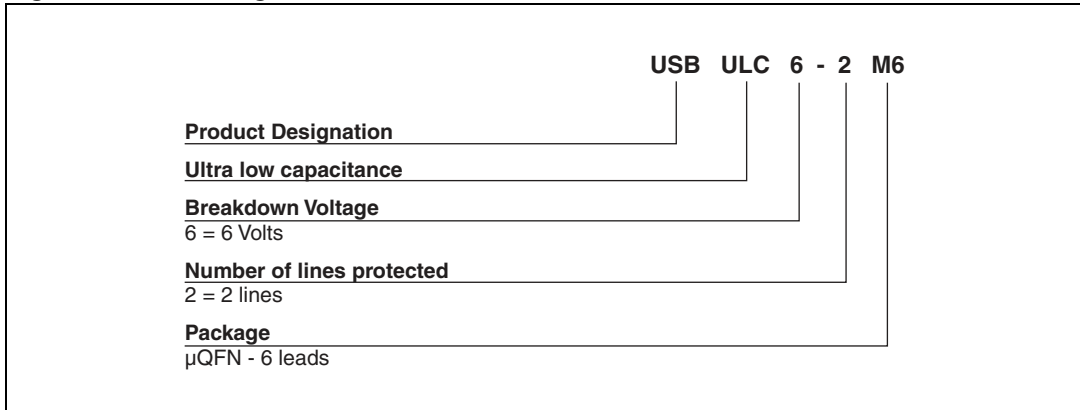 USB ULC 6 - 2 M6
Product Designation
Ultra low capacitance
Breakdown Voltage
6 = 6 Volts
Number of lines protected
2 = 2 lines
Package
µQFN - 6 leads